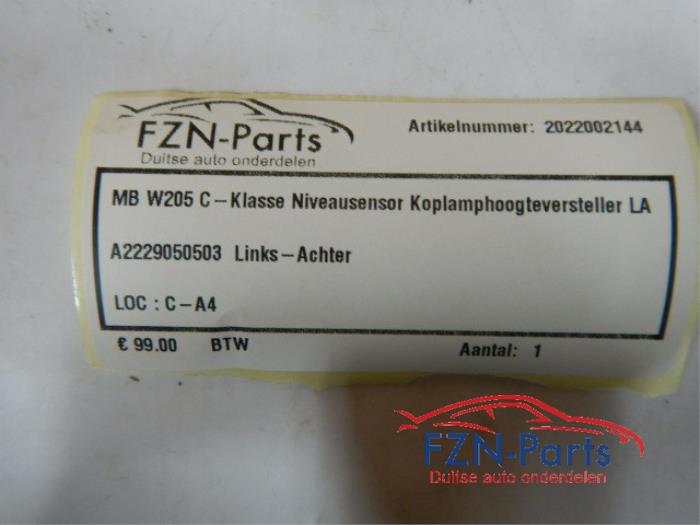 FZN-Parts
Duitse auto onderdelen
Artikelnummer: 2022002144
MB W205 C-Klasse Niveausensor Koplamphoogteversteller LA
A2229050503 Links-Achter
LOC : C-A4
€ 99.00 BTW Aantal: 1
FZN-Parts
Duitse auto onderdelen